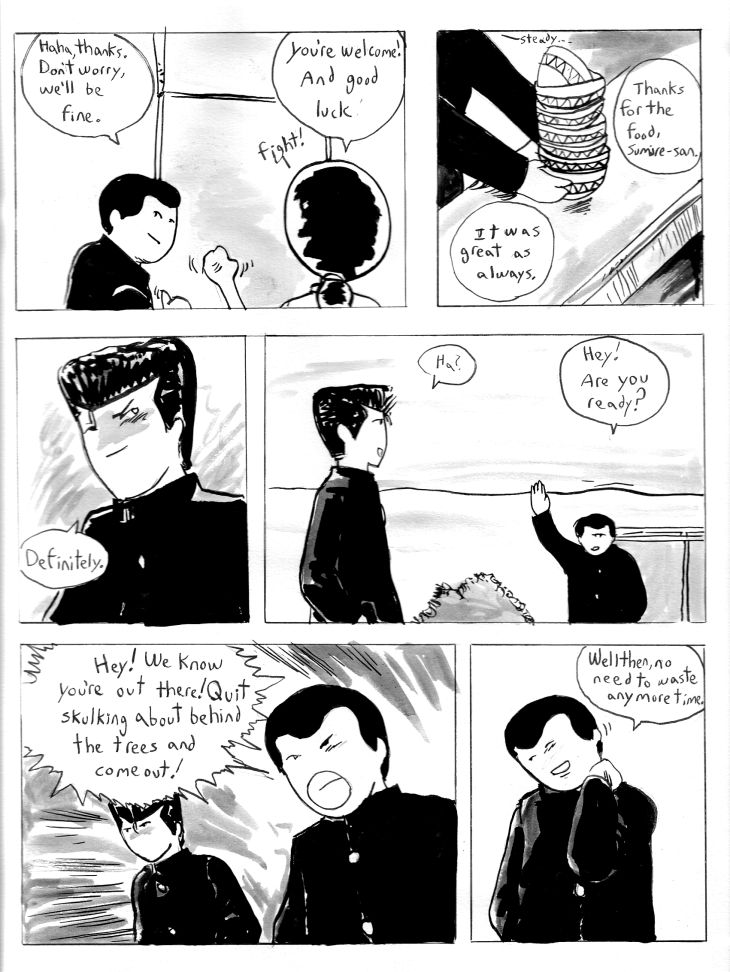 steady...
Thanks
for the
food,
Sumire-san.
It was
great as
always.
You're welcome!
And good
luck!
fight!
Haha, thanks.
Don't worry,
we'll be
fine.
Hey!
Are you
ready?
Ha?
Definitely.
Well then, no
need to waste
any more time.
Hey! We know
you're out there! Quit
skulking about behind
the trees and
come out!